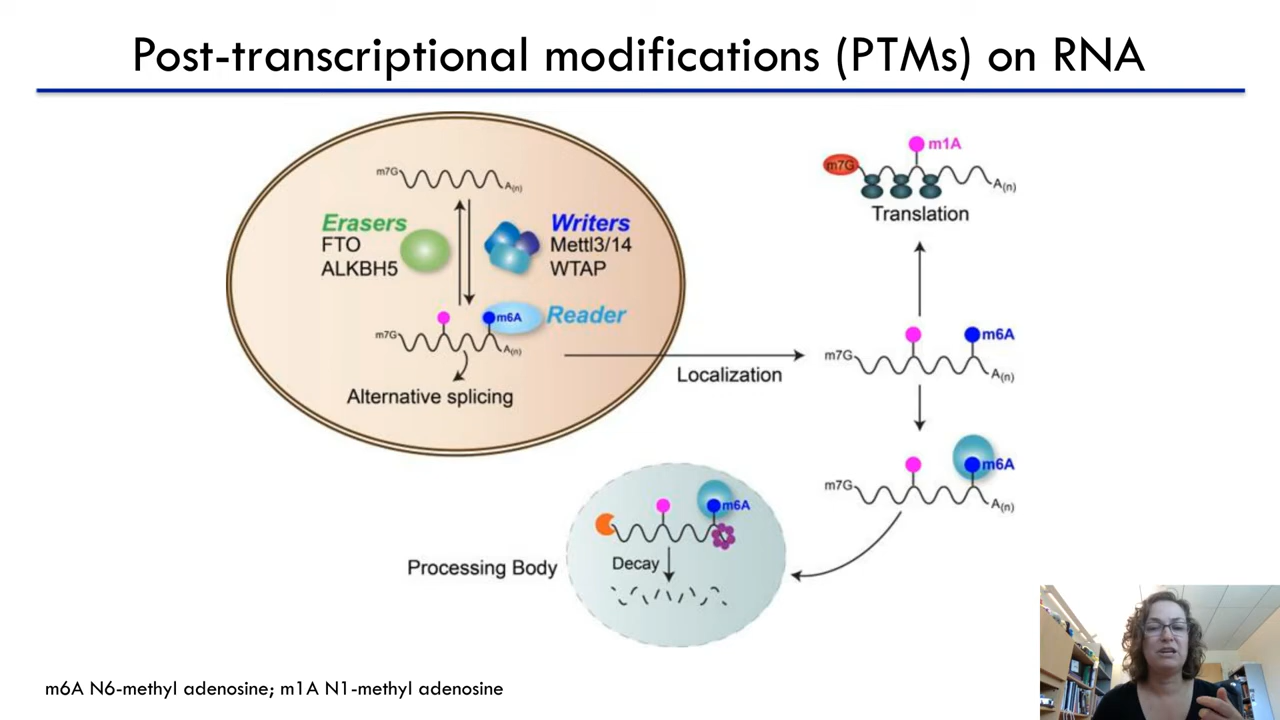 Post-transcriptional modifications (PTMs) on RNA
m7G
A(n)
Erasers
FTO
ALKBH5
Writers
Mettl3/14
WTAP
m6A
Reader
m7G
A(n)
Alternative splicing
Localization
m1A
m7G
A(n)
Translation
m6A
m7G
A(n)
m6A
m7G
A(n)
m6A
Decay
Processing Body
m6A N6-methyl adenosine; m1A N1-methyl adenosine